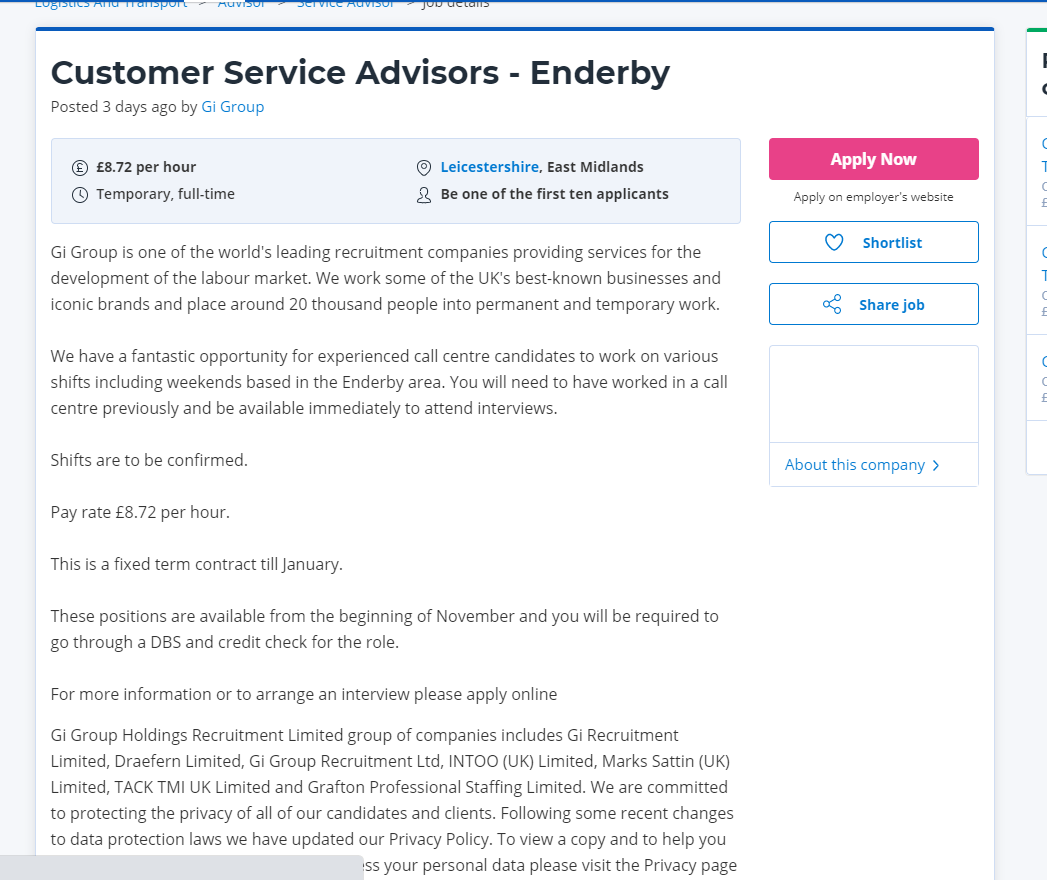 Logistics And Transport > Advisor > Service Advisor > Job details
Customer Service Advisors - Enderby
Posted 3 days ago by Gi Group
£8.72 per hour
Leicestershire, East Midlands
Temporary, full-time
Be one of the first ten applicants
Apply Now
Apply on employer's website
Shortlist
Share job
About this company
Gi Group is one of the world's leading recruitment companies providing services for the
development of the labour market. We work some of the UK's best-known businesses and
iconic brands and place around 20 thousand people into permanent and temporary work.
We have a fantastic opportunity for experienced call centre candidates to work on various
shifts including weekends based in the Enderby area. You will need to have worked in a call
centre previously and be available immediately to attend interviews.
Shifts are to be confirmed.
Pay rate £8.72 per hour.
This is a fixed term contract till January.
These positions are available from the beginning of November and you will be required to
go through a DBS and credit check for the role.
For more information or to arrange an interview please apply online
Gi Group Holdings Recruitment Limited group of companies includes Gi Recruitment
Limited, Draefern Limited, Gi Group Recruitment Ltd, INTOO (UK) Limited, Marks Sattin (UK)
Limited, TACK TMI UK Limited and Grafton Professional Staffing Limited. We are committed
to protecting the privacy of all of our candidates and clients. Following some recent changes
to data protection laws we have updated our Privacy Policy. To view a copy and to help you
your personal data please visit the Privacy page